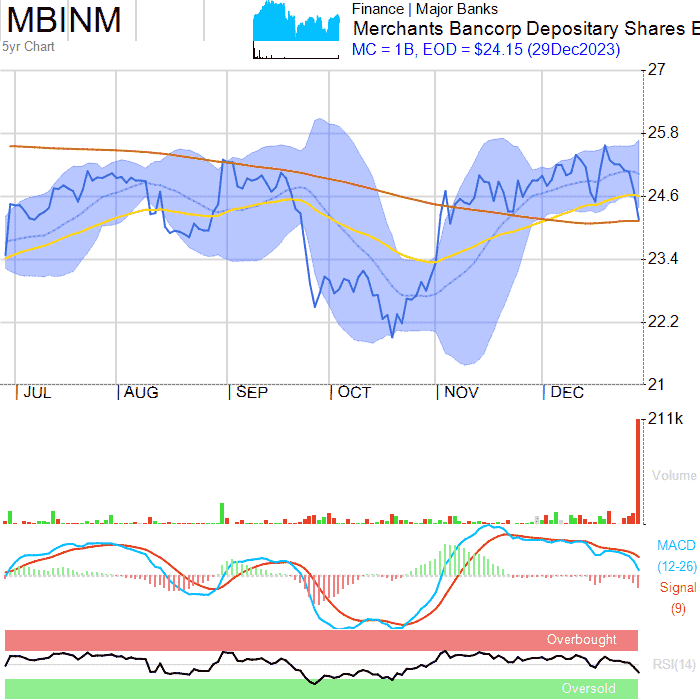 MBINM
5yr Chart
Finance | Major Banks
Merchants Bancorp Depositary Shares E
MC = 1B, EOD = $24.15 (29Dec2023)
27
25.8
24.6
23.4
22.2
21
JUL AUG SEP OCT NOV DEC
211k
Volume
MACD
(12-26)
Signal
(9)
Overbought
RSI(14)
Oversold